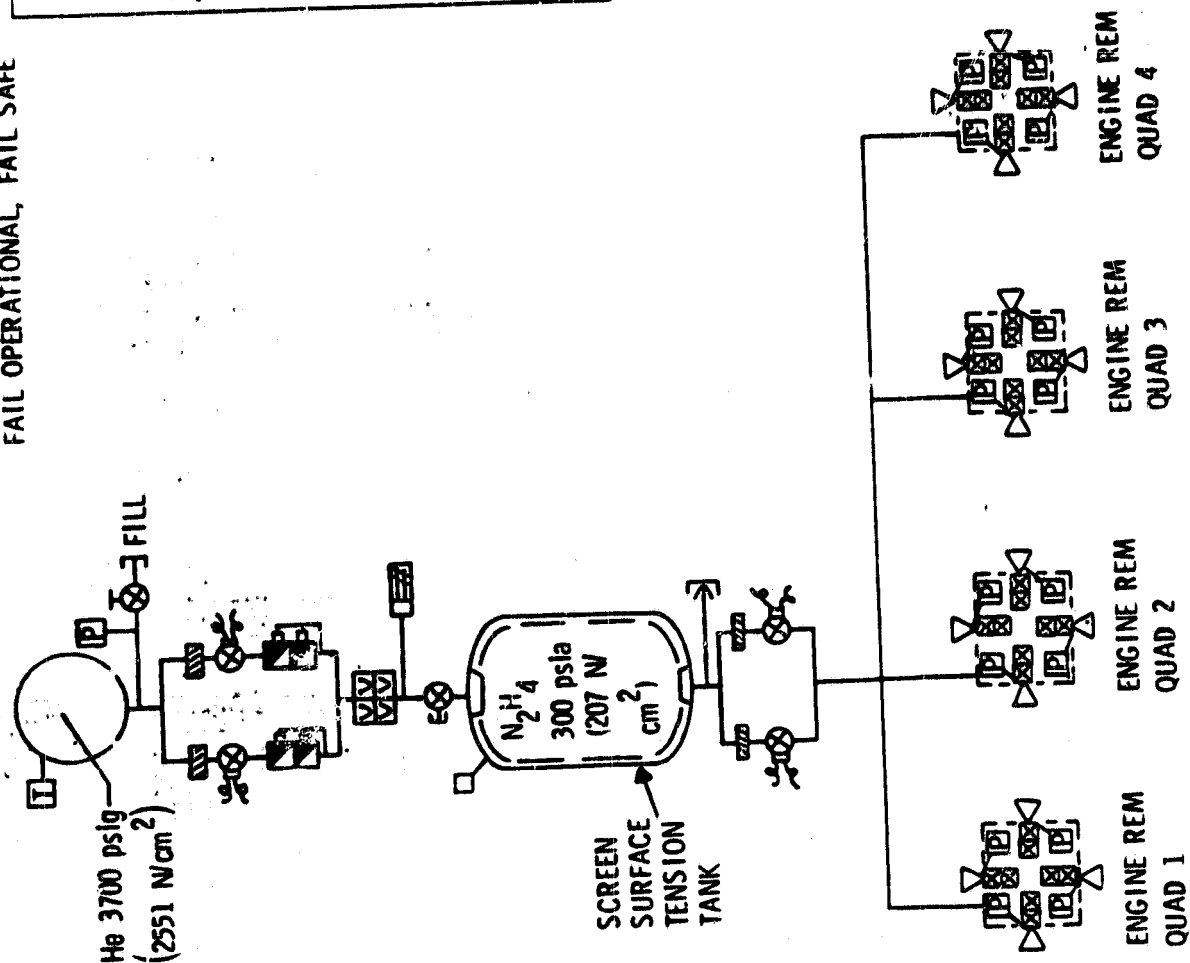 FAIL OPERATIONAL, FAIL SAFE
FILL
P
T
He 3700 psig
(2551 N/cm²)
N₂H₄
300 psia
(207 N/
cm²)
E
SCREEN
SURFACE
TENSION
TANK
P P
P P
ENGINE REM
QUAD 1
P P
P P
ENGINE REM
QUAD 2
P P
P P
ENGINE REM
QUAD 3
P P
P P
ENGINE REM
QUAD 4